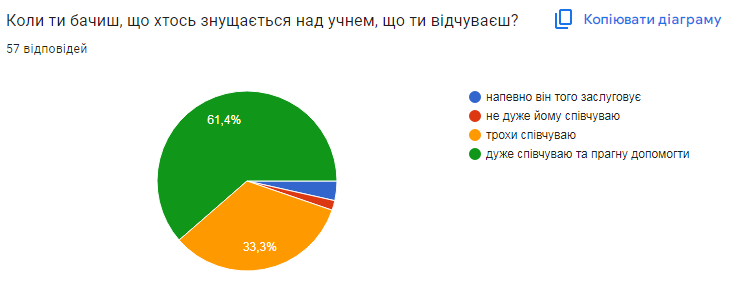 Коли ти бачиш, що хтось знущається над учнем, що ти відчуваєш?
Копіювати діаграму
57 відповідей
напевно він того заслуговує
не дуже йому співчуваю
трохи співчуваю
дуже співчуваю та прагну допомогти
61,4%
33,3%